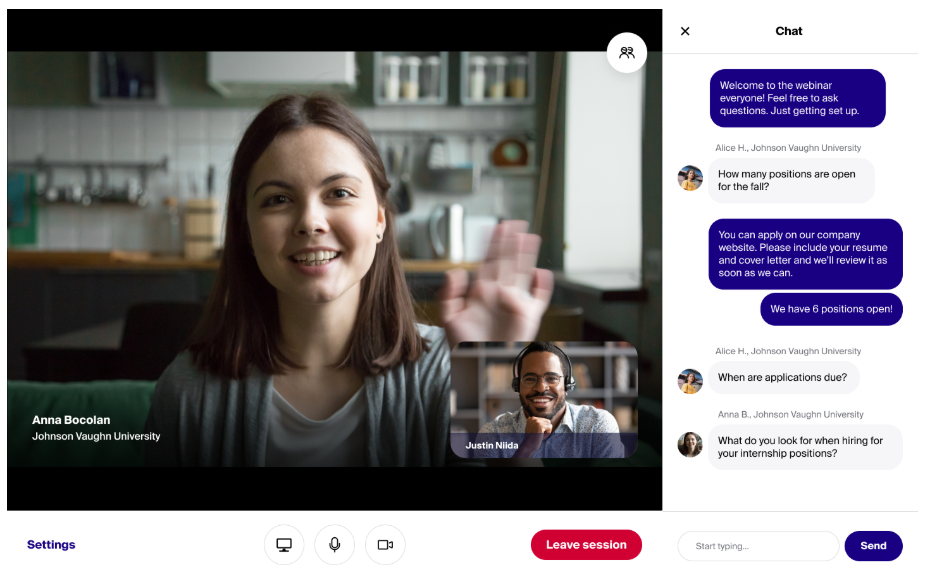 Anna Bocolan
Johnson Vaughn University
Justin Niida
Settings
Leave session
Chat
Welcome to the webinar
everyone! Feel free to ask
questions. Just getting set up.
Alice H., Johnson Vaughn University
How many positions are open
for the fall?
You can apply on our company
website. Please include your resume
and cover letter and we'll review it as
soon as we can.
We have 6 positions open!
Alice H., Johnson Vaughn University
When are applications due?
Anna B., Johnson Vaughn University
What do you look for when hiring for
your internship positions?
Start typing...
Send